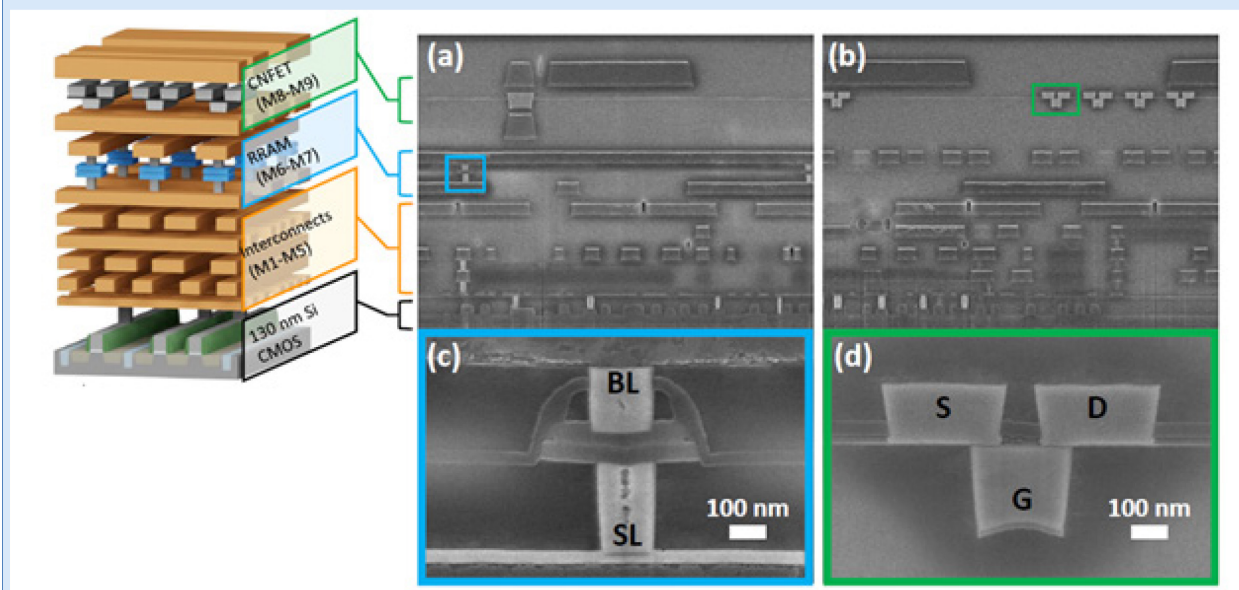 CNFET
(M8-M9)
RRAM
(M6-M7)
Interconnects
(M1-M5)
130 nm Si
CMOS
(a)
(b)
(c)
BL
SL
100 nm
(d)
S
D
G
100 nm